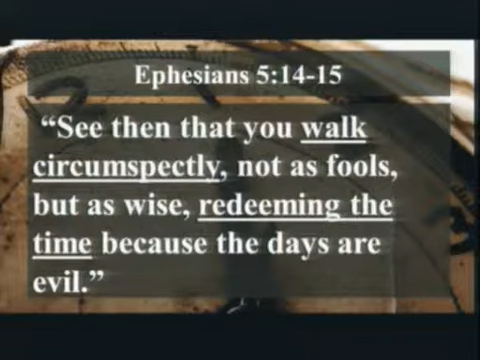 Ephesians 5:14-15
“See then that you walk
circumspectly, not as fools,
but as wise, redeeming the
time because the days are
evil.”